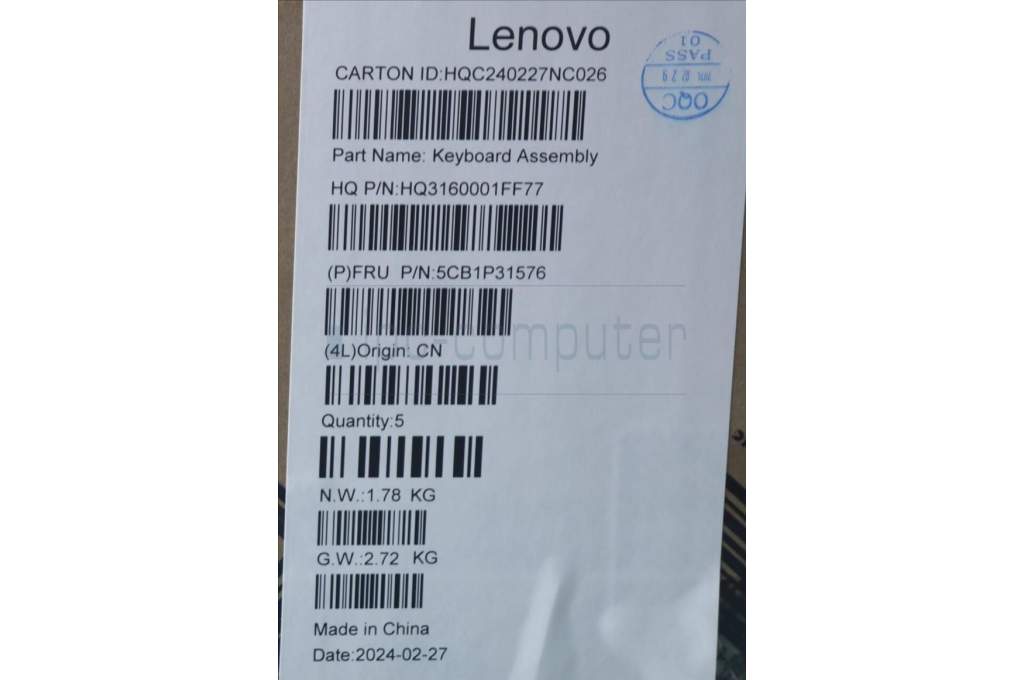 Lenovo
CARTON ID:HQC240227NC026
OQC
PASS
01
Part Name: Keyboard Assembly
HQ P/N:HQ3160001FF77
(P)FRU P/N:5CB1P31576
-computer
(4L)Origin: CN
Quantity:5
N.W.:1.78 KG
G.W.:2.72 KG
Made in China
Date:2024-02-27